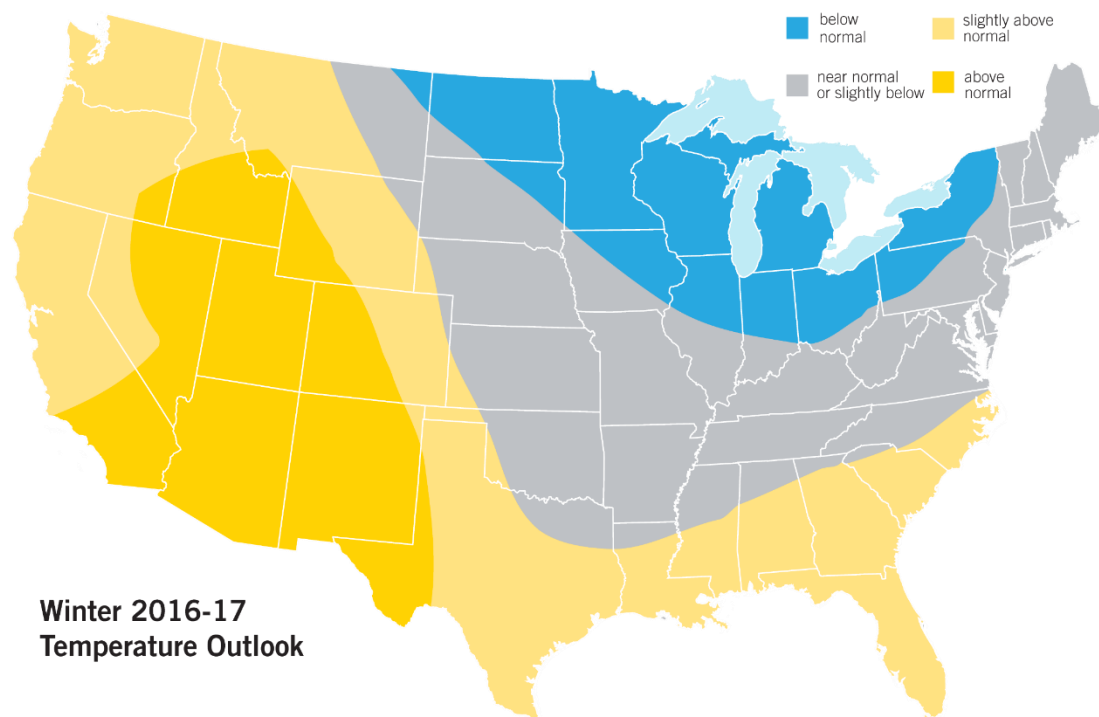 below
normal
slightly above
normal
near normal
or slightly below
above
normal
Winter 2016-17
Temperature Outlook